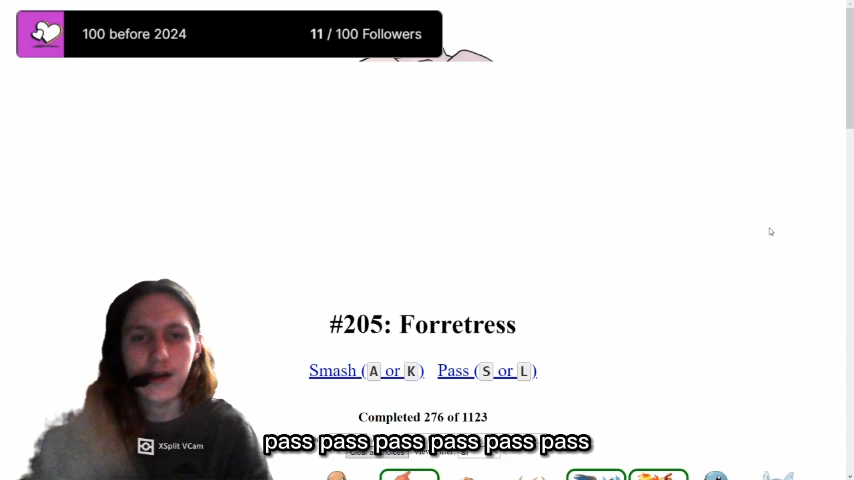 100 before 2024
11 / 100 Followers
#205: Forretress
Smash (A or K) Pass (S or L)
Completed 276 of 1123
pass pass pass pass pass pass
XSplit VCam